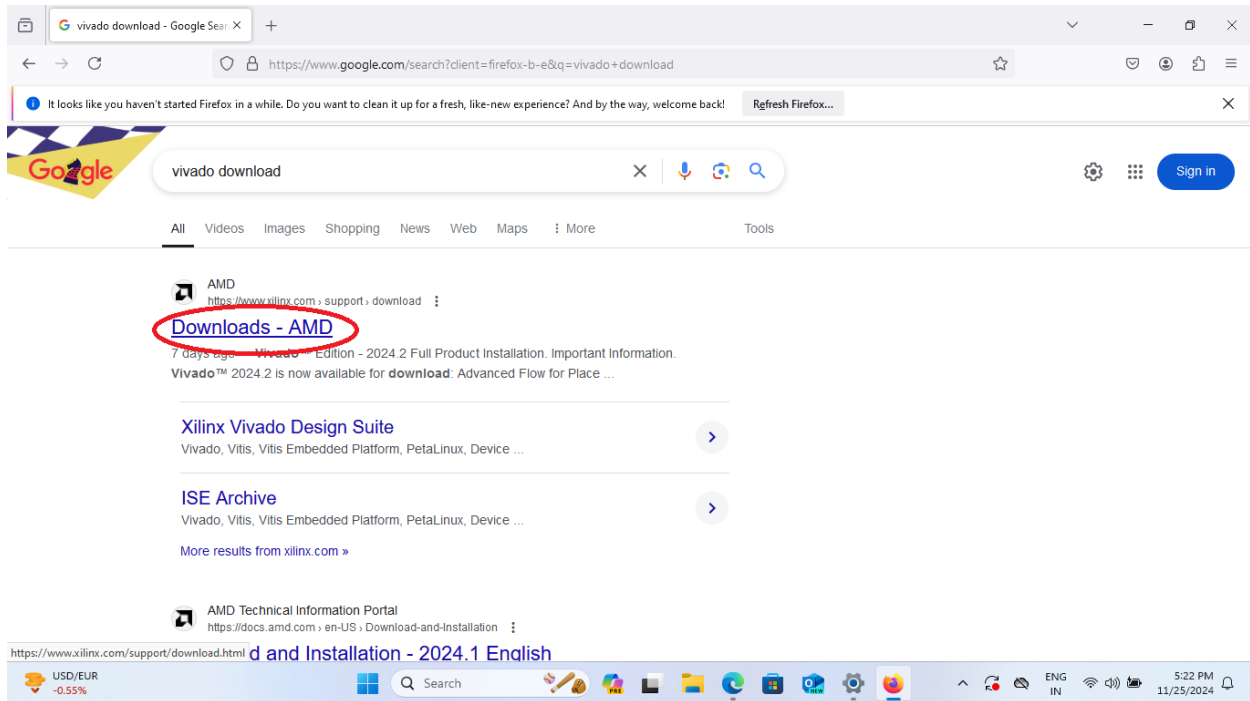 vivado download - Google Sear
https://www.google.com/search?client=firefox-b-e&q=vivado+download
It looks like you haven't started Firefox in a while. Do you want to clean it up for a fresh, like-new experience? And by the way, welcome back!
Refresh Firefox...
Google
vivado download
Sign in
All Videos Images Shopping News Web Maps More Tools
AMD
https://www.xilinx.com › support › download
Downloads - AMD
7 days ago — Vivado™ Edition - 2024.2 Full Product Installation. Important Information.
Vivado™ 2024.2 is now available for download: Advanced Flow for Place ...
Xilinx Vivado Design Suite
Vivado, Vitis, Vitis Embedded Platform, PetaLinux, Device ...
ISE Archive
Vivado, Vitis, Vitis Embedded Platform, PetaLinux, Device ...
More results from xilinx.com »
AMD Technical Information Portal
https://docs.amd.com › en-US › Download-and-Installation
d and Installation - 2024.1 English
https://www.xilinx.com/support/download.html
USD/EUR
-0.55%
Search
PRE
NEW
ENG
IN
5:22 PM
11/25/2024